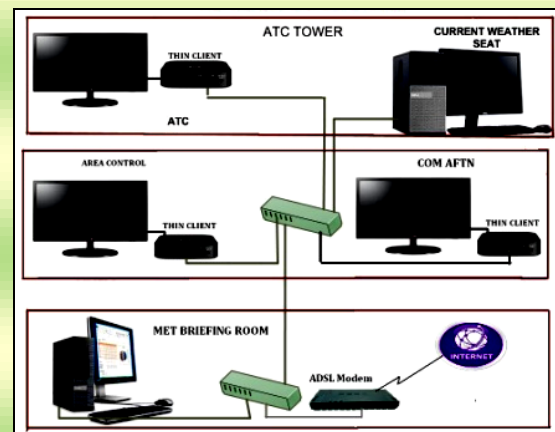 ATC TOWER
CURRENT WEATHER
SEAT
THIN CLIENT
ATC
AREA CONTROL
COM AFTN
THIN CLIENT
THIN CLIENT
MET BRIEFING ROOM
ADSL Modem
INTERNET